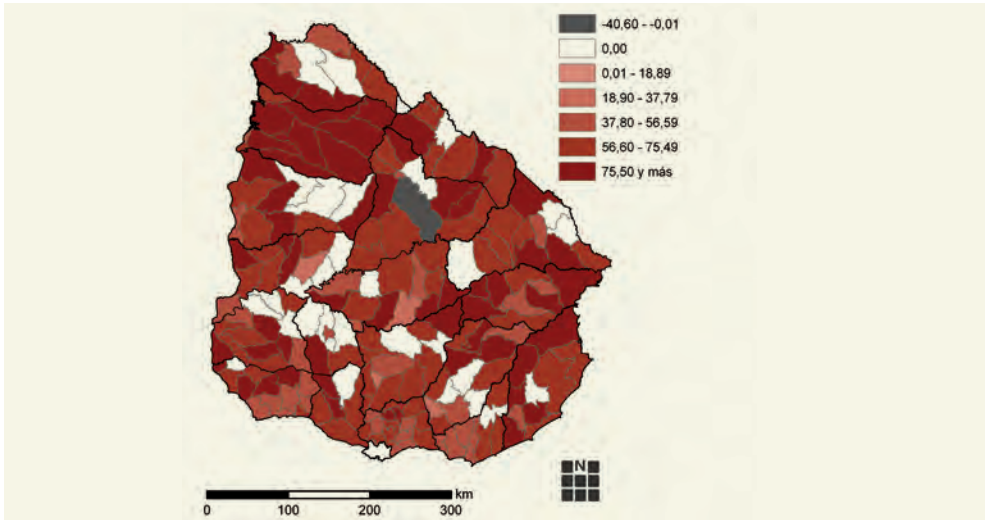 -40,60 - -0,01
0,00
0,01 - 18,89
18,90 - 37,79
37,80 - 56,59
56,60 - 75,49
75,50 y más
N
km
0 100 200 300